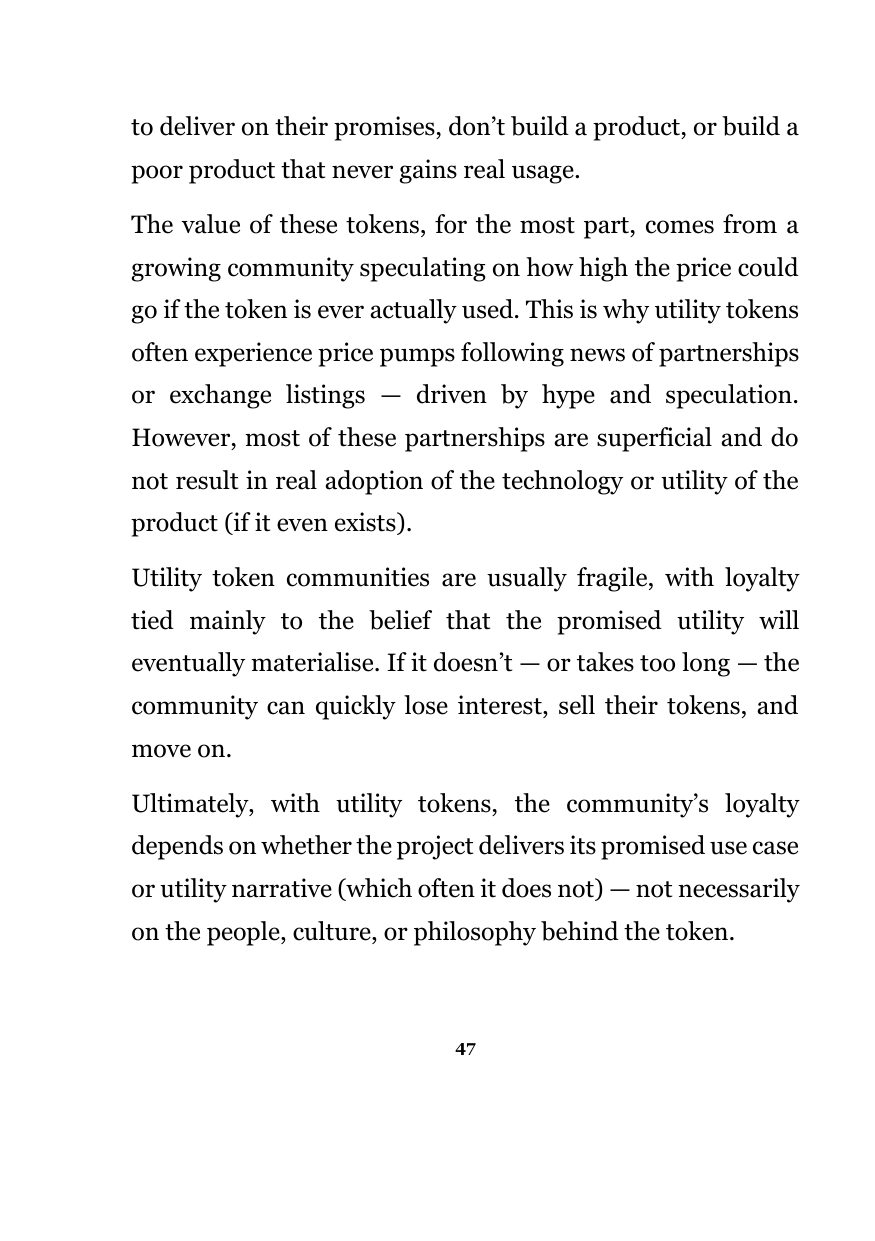 to deliver on their promises, don’t build a product, or build a
poor product that never gains real usage.
The value of these tokens, for the most part, comes from a
growing community speculating on how high the price could
go if the token is ever actually used. This is why utility tokens
often experience price pumps following news of partnerships
or exchange listings — driven by hype and speculation.
However, most of these partnerships are superficial and do
not result in real adoption of the technology or utility of the
product (if it even exists).
Utility token communities are usually fragile, with loyalty
tied mainly to the belief that the promised utility will
eventually materialise. If it doesn’t — or takes too long — the
community can quickly lose interest, sell their tokens, and
move on.
Ultimately, with utility tokens, the community’s loyalty
depends on whether the project delivers its promised use case
or utility narrative (which often it does not) — not necessarily
on the people, culture, or philosophy behind the token.
47